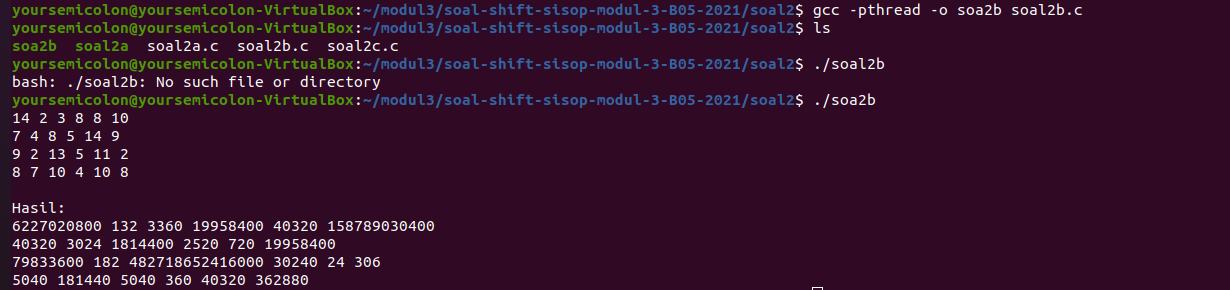 yoursemicolon@yoursemicolon-VirtualBox:~/modul3/soal-shift-sisop-modul-3-B05-2021/soal2$ gcc -pthread -o soa2b soal2b.c
yoursemicolon@yoursemicolon-VirtualBox:~/modul3/soal-shift-sisop-modul-3-B05-2021/soal2$ ls
soa2b soal2a soal2a.c soal2b.c soal2c.c
yoursemicolon@yoursemicolon-VirtualBox:~/modul3/soal-shift-sisop-modul-3-B05-2021/soal2$ ./soal2b
bash: ./soal2b: No such file or directory
yoursemicolon@yoursemicolon-VirtualBox:~/modul3/soal-shift-sisop-modul-3-B05-2021/soal2$ ./soa2b
14 2 3 8 8 10
7 4 8 5 14 9
9 2 13 5 11 2
8 7 10 4 10 8
Hasil:
6227020800 132 3360 19958400 40320 158789030400
40320 3024 1814400 2520 720 19958400
79833600 182 482718652416000 30240 24 306
5040 181440 5040 360 40320 362880